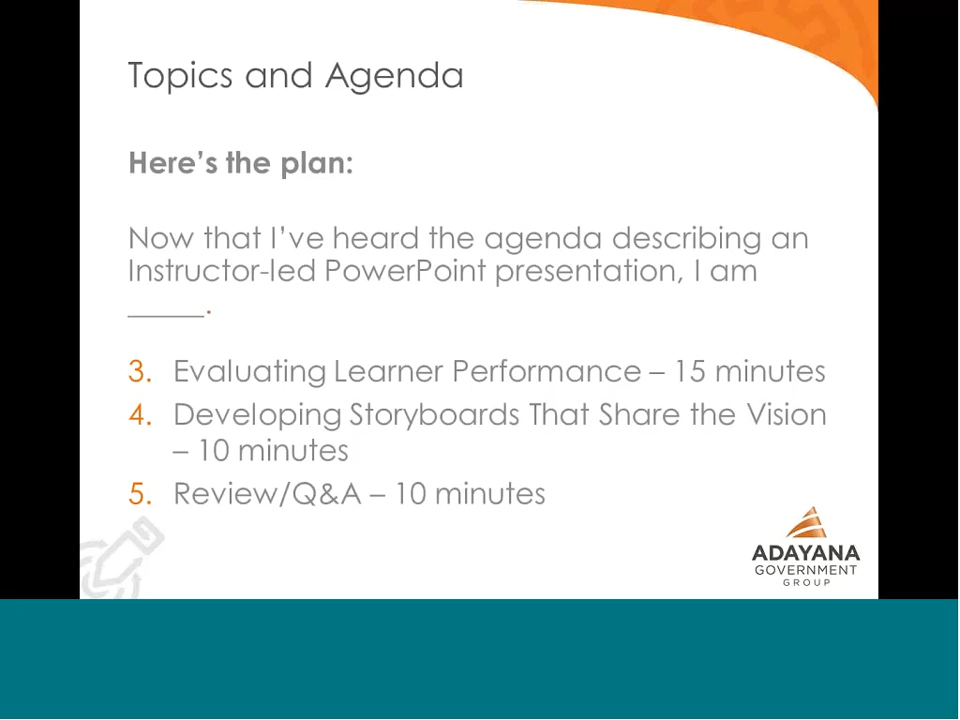 Topics and Agenda
Here’s the plan:
Now that I’ve heard the agenda describing an
Instructor-led PowerPoint presentation, I am
_____.
3. Evaluating Learner Performance – 15 minutes
4. Developing Storyboards That Share the Vision
– 10 minutes
5. Review/Q&A – 10 minutes
ADAYANA
GOVERNMENT
GROUP